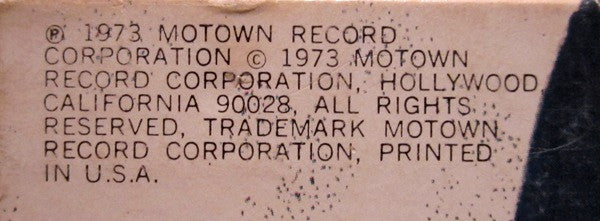 ℗ 1973 MOTOWN RECORD
CORPORATION © 1973 MOTOWN
RECORD CORPORATION, HOLLYWOOD,
CALIFORNIA 90028, ALL RIGHTS
RESERVED, TRADEMARK MOTOWN
RECORD CORPORATION, PRINTED
IN U.S.A.